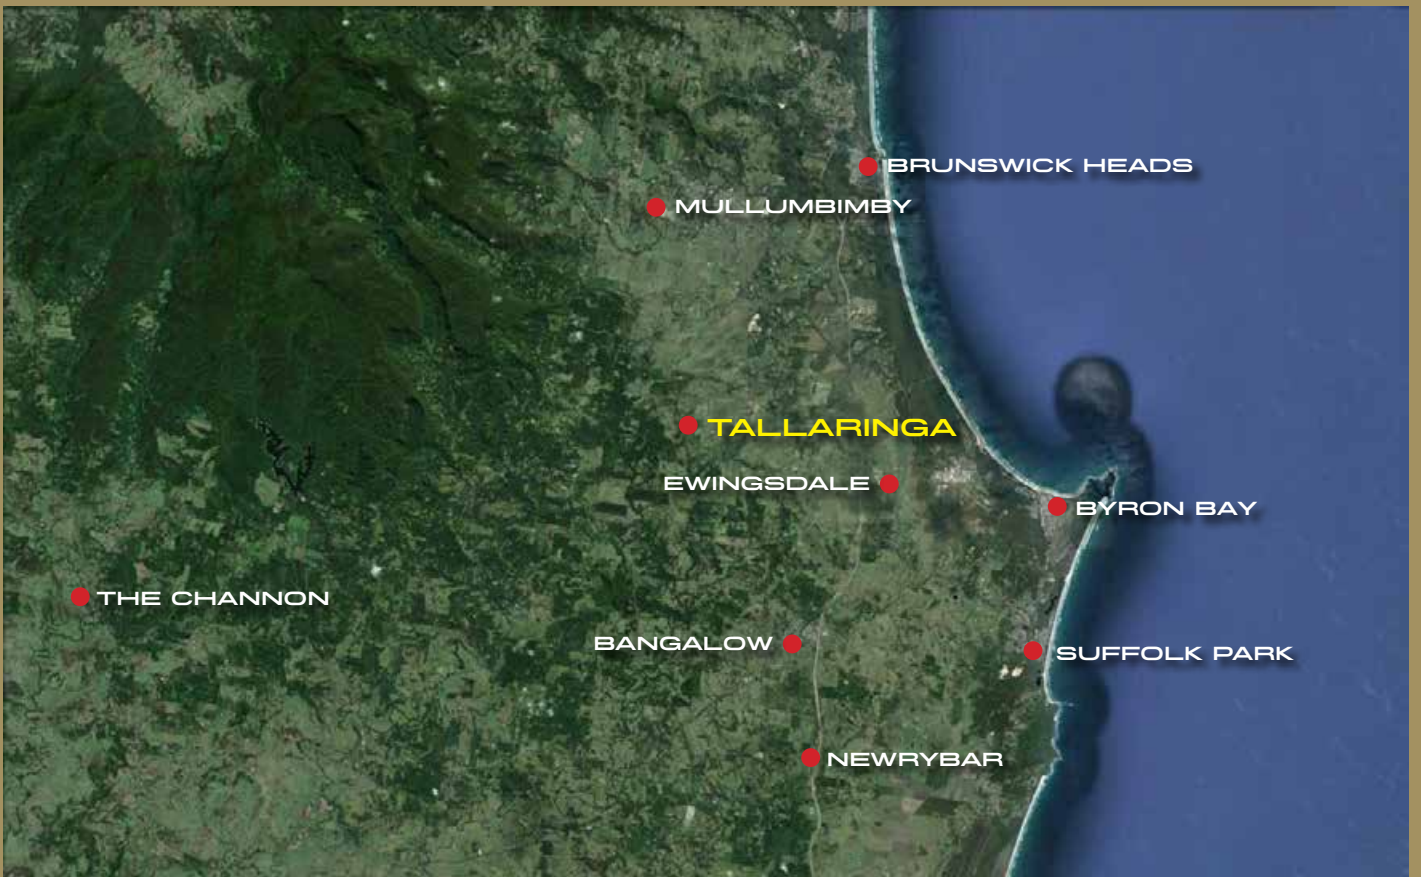 BRUNSWICK HEADS
MULLUMBIMBY
TALLARINGA
EWINGSDALE
BYRON BAY
THE CHANNON
BANGALOW
SUFFOLK PARK
NEWRYBAR